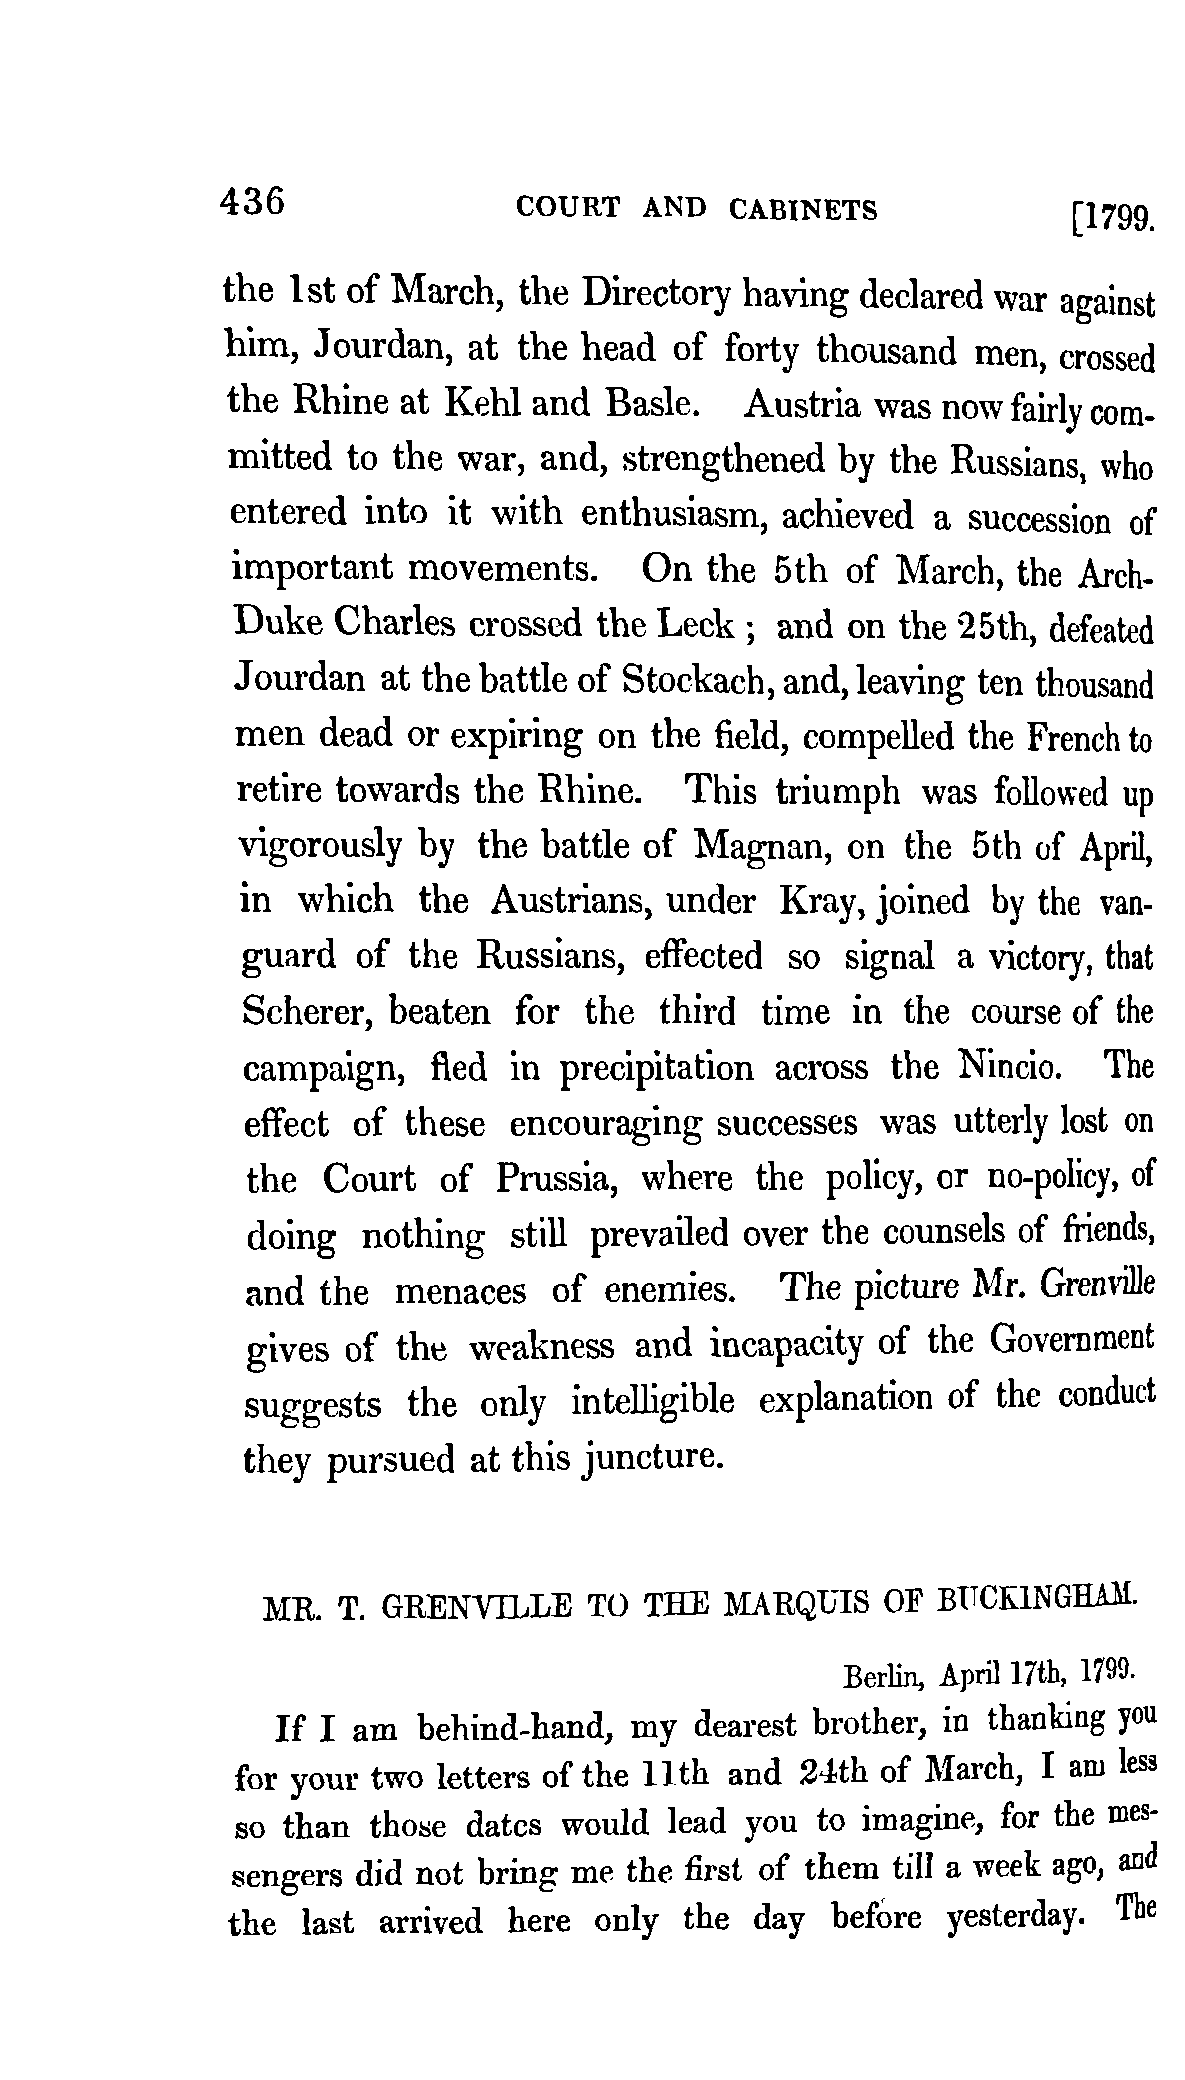 436 COURT AND CABINETS [1799.
the 1st of March, the Directory having declared war against
him, Jourdan, at the head of forty thousand men, crossed
the Rhine at Kehl and Basle. Austria was now fairly com-
mitted to the war, and, strengthened by the Russians, who
entered into it with enthusiasm, achieved a succession of
important movements. On the 5th of March, the Arch-
Duke Charles crossed the Leck ; and on the 25th, defeated
Jourdan at the battle of Stockach, and, leaving ten thousand
men dead or expiring on the field, compelled the French to
retire towards the Rhine. This triumph was followed up
vigorously by the battle of Magnan, on the 5th of April,
in which the Austrians, under Kray, joined by the van-
guard of the Russians, effected so signal a victory, that
Scherer, beaten for the third time in the course of the
campaign, fled in precipitation across the Nincio. The
effect of these encouraging successes was utterly lost on
the Court of Prussia, where the policy, or no-policy, of
doing nothing still prevailed over the counsels of friends,
and the menaces of enemies. The picture Mr. Grenville
gives of the weakness and incapacity of the Government
suggests the only intelligible explanation of the conduct
they pursued at this juncture.
MR. T. GRENVILLE TO THE MARQUIS OF BUCKINGHAM.
Berlin, April 17th, 1799.
If I am behind-hand, my dearest brother, in thanking you
for your two letters of the 11th and 24th of March, I am less
so than those dates would lead you to imagine, for the mes-
sengers did not bring me the first of them till a week ago, and
the last arrived here only the day before yesterday. The